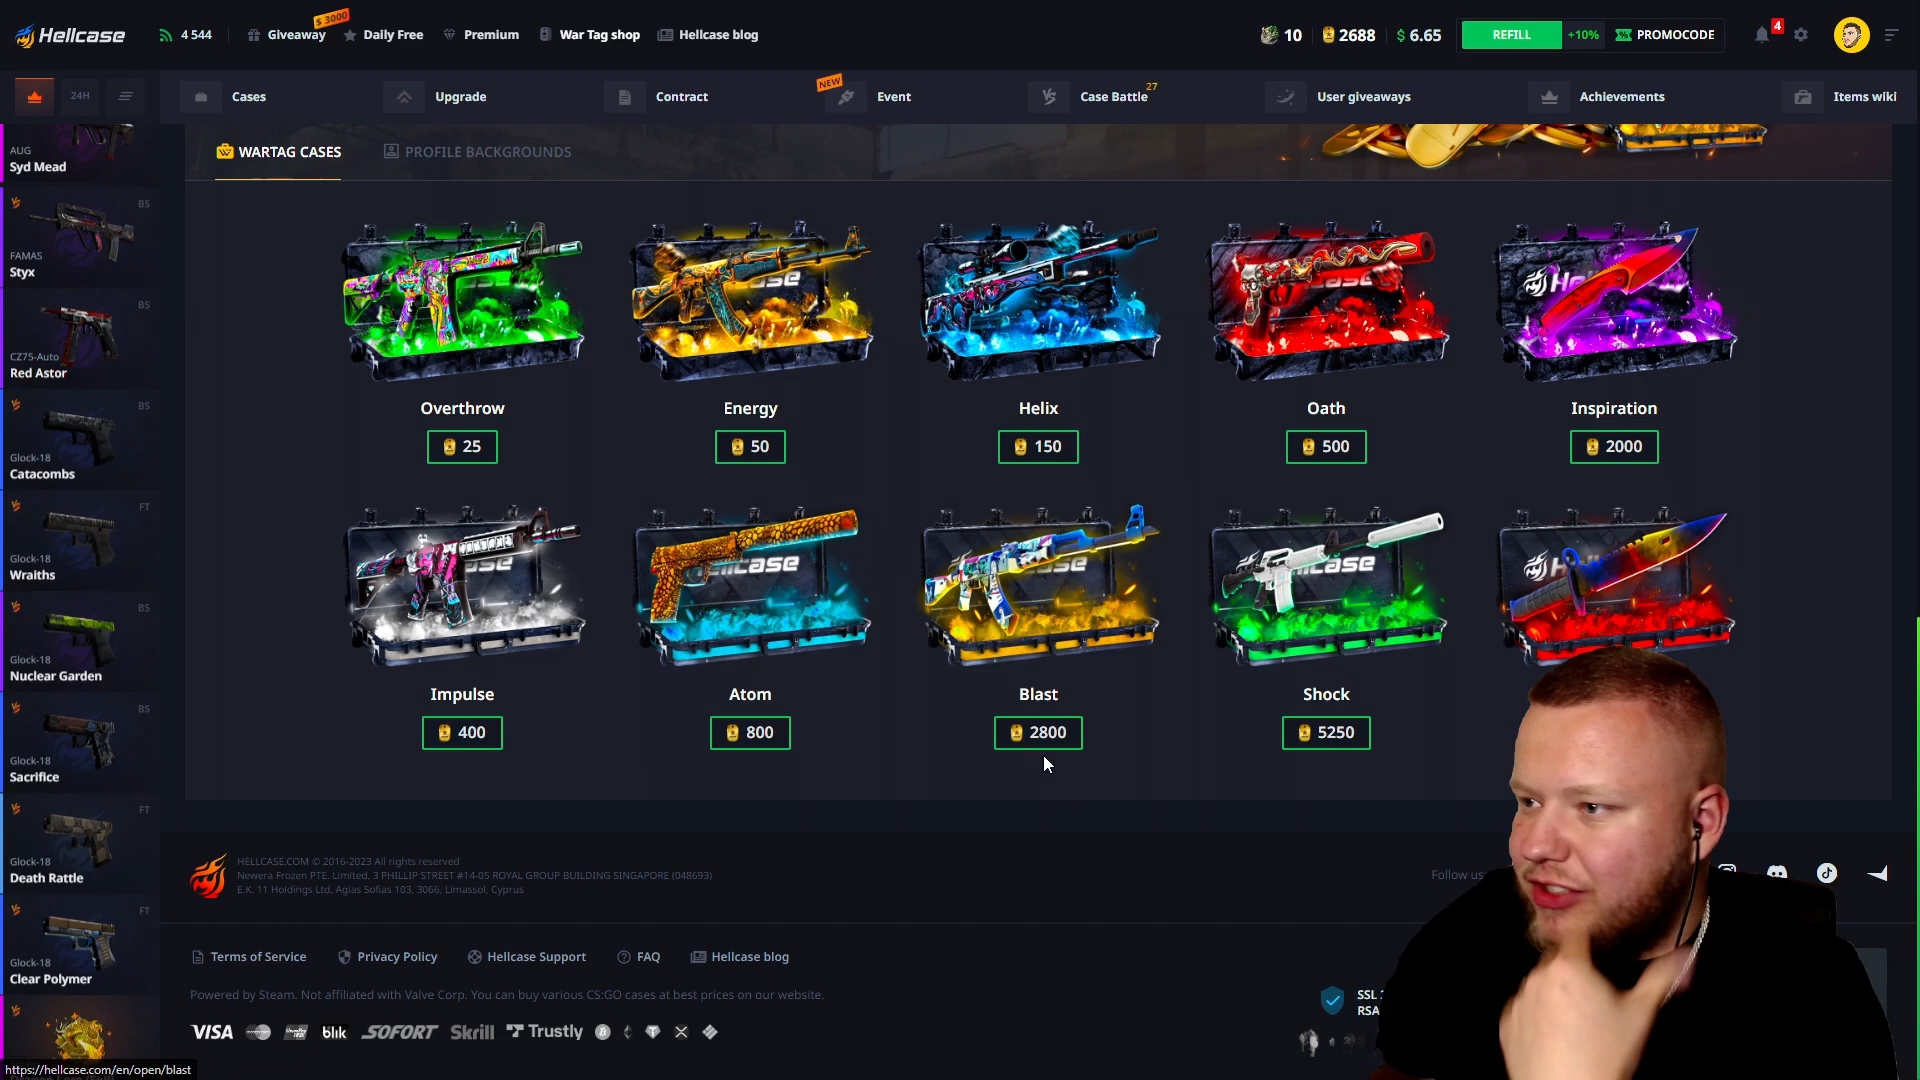 Hellcase
4 544
Giveaway
$ 3000
Daily Free
Premium
War Tag shop
Hellcase blog
10
2688
$ 6.65
REFILL
+10%
PROMOCODE
4
24H
Cases
Upgrade
Contract
NEW
Event
Case Battle
27
User giveaways
Achievements
Items wiki
WARTAG CASES
PROFILE BACKGROUNDS
AUG
Syd Mead
BS
FAMAS
Styx
BS
CZ75-Auto
Red Astor
BS
Glock-18
Catacombs
FT
Glock-18
Wraiths
BS
Glock-18
Nuclear Garden
BS
Glock-18
Sacrifice
FT
Glock-18
Death Rattle
FT
Glock-18
Clear Polymer
Overthrow
25
Energy
50
Helix
150
Oath
500
Inspiration
2000
Impulse
400
Atom
800
Blast
2800
Shock
5250
HELLCASE.COM © 2016-2023 All rights reserved
Newera Frozen PTE. Limited, 3 PHILLIP STREET #14-05 ROYAL GROUP BUILDING SINGAPORE (048693)
E.K. 11 Holdings Ltd, Agias Sofias 103, 3066, Limassol, Cyprus
Follow us
Terms of Service
Privacy Policy
Hellcase Support
FAQ
Hellcase blog
Powered by Steam. Not affiliated with Valve Corp. You can buy various CS:GO cases at best prices on our website.
SSL
RSA
VISA
blik
SOFORT
Skrill
Trustly
https://hellcase.com/en/open/blast